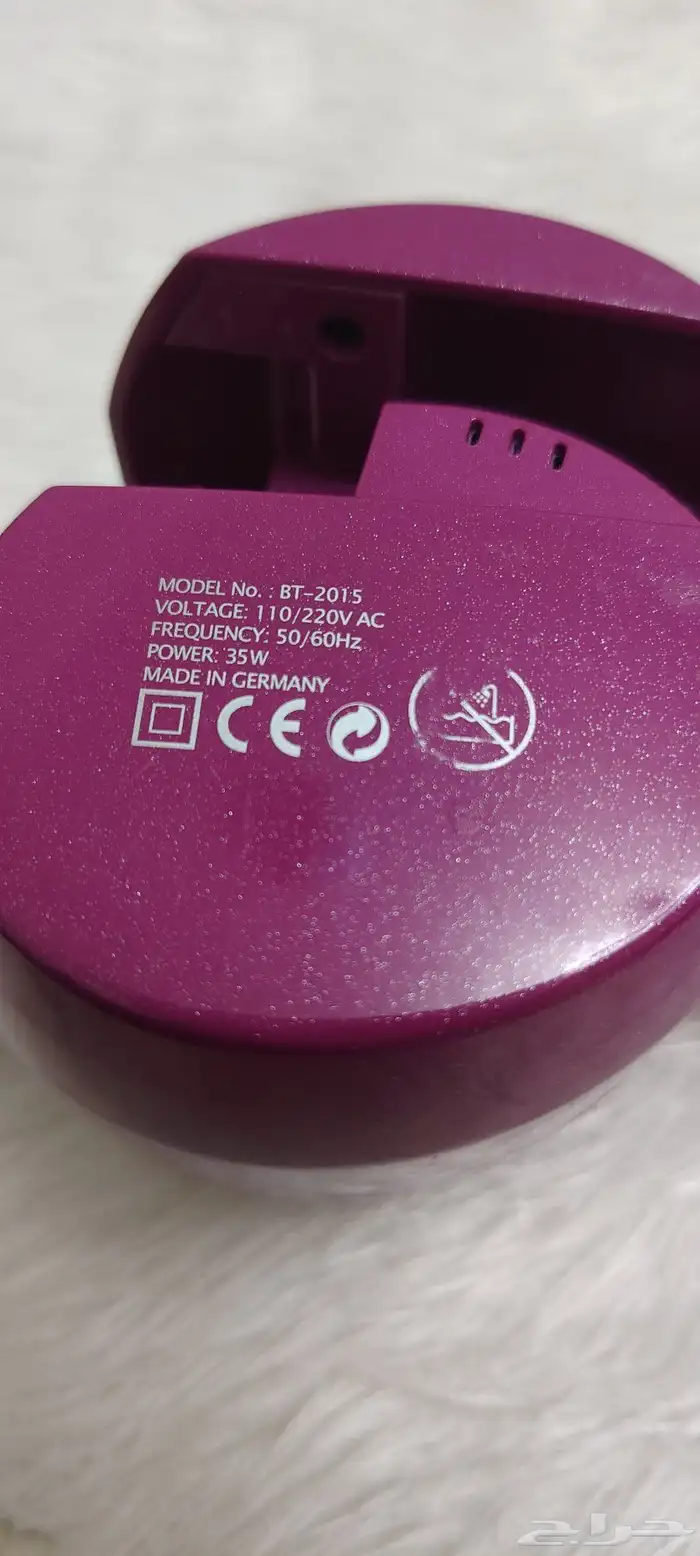 MODEL No. : BT-2015
VOLTAGE: 110/220V AC
FREQUENCY: 50/60Hz
POWER: 35W
MADE IN GERMANY
CE
حراج